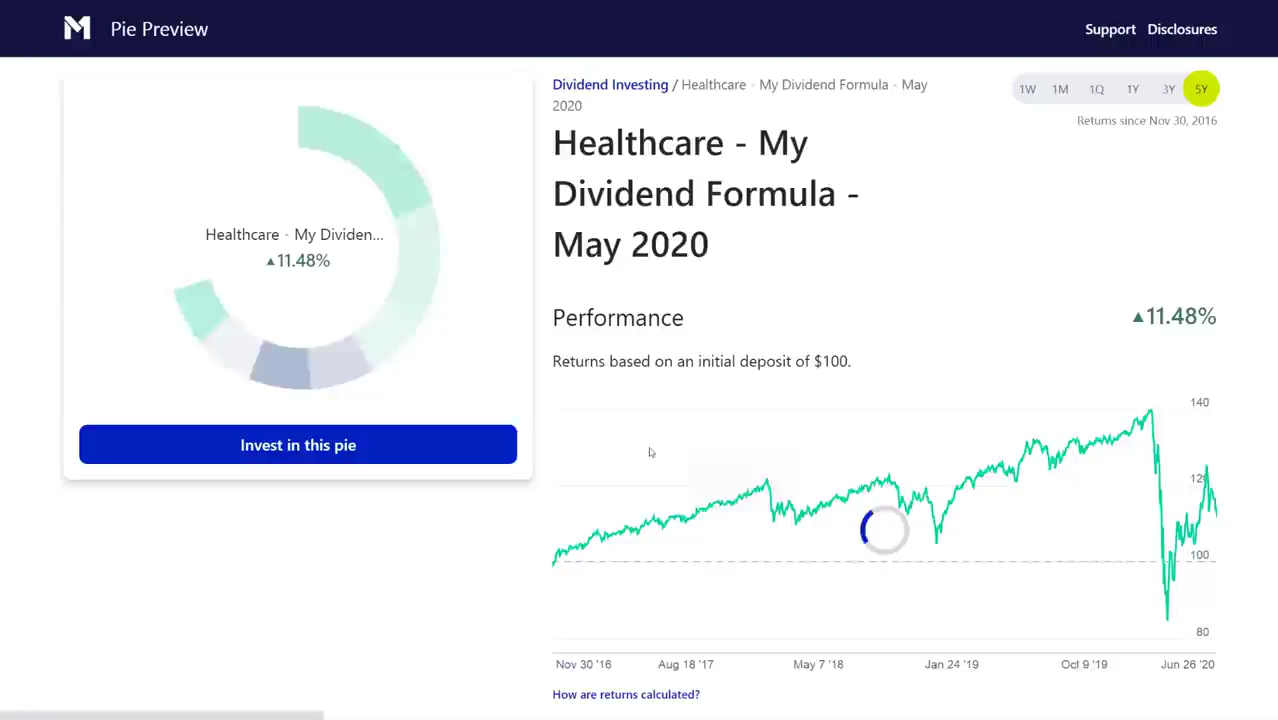 M Pie Preview Support Disclosures
Dividend Investing / Healthcare - My Dividend Formula - May
2020
1W 1M 1Q 1Y 3Y 5Y
Returns since Nov 30, 2016
Healthcare - My
Dividend Formula -
May 2020
Healthcare - My Dividen...
▲11.48%
Invest in this pie
Performance
▲11.48%
Returns based on an initial deposit of $100.
140
100
80
Nov 30 '16 Aug 18 '17 May 7 '18 Jan 24 '19 Oct 9 '19 Jun 26 '20
How are returns calculated?